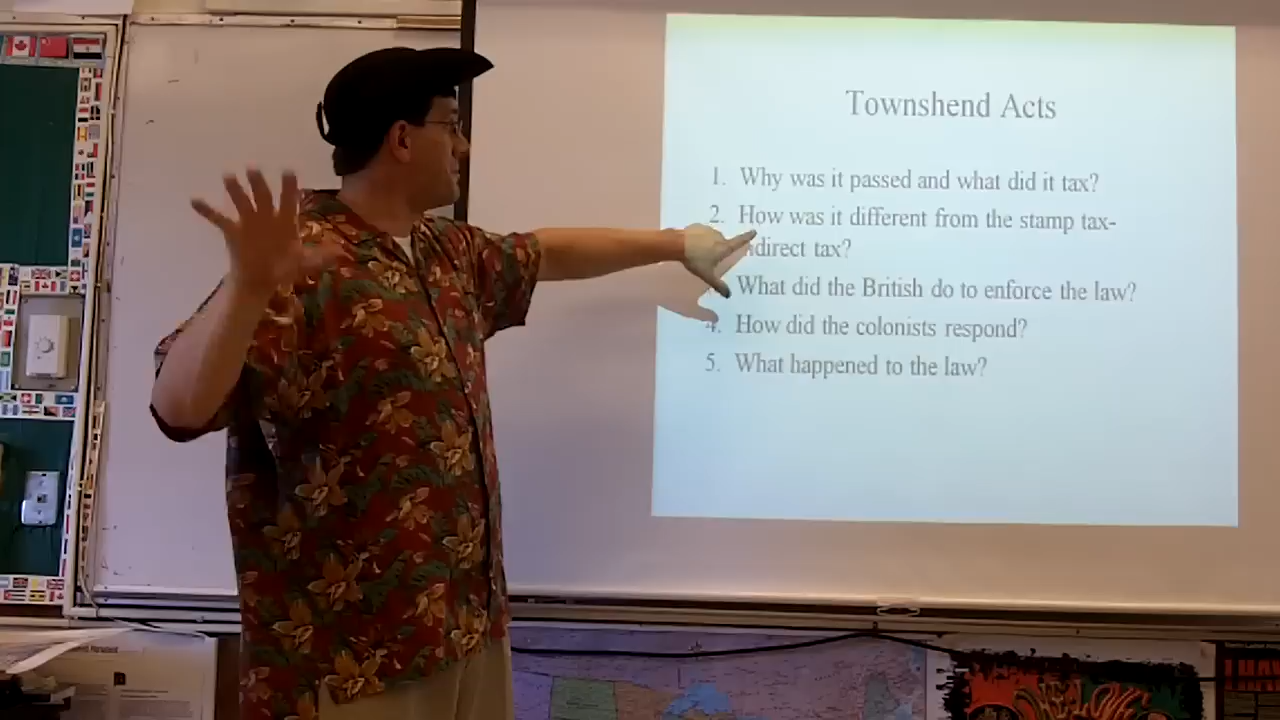 Townshend Acts
1. Why was it passed and what did it tax?
2. How was it different from the stamp tax-
direct tax?
What did the British do to enforce the law?
4. How did the colonists respond?
5. What happened to the law?